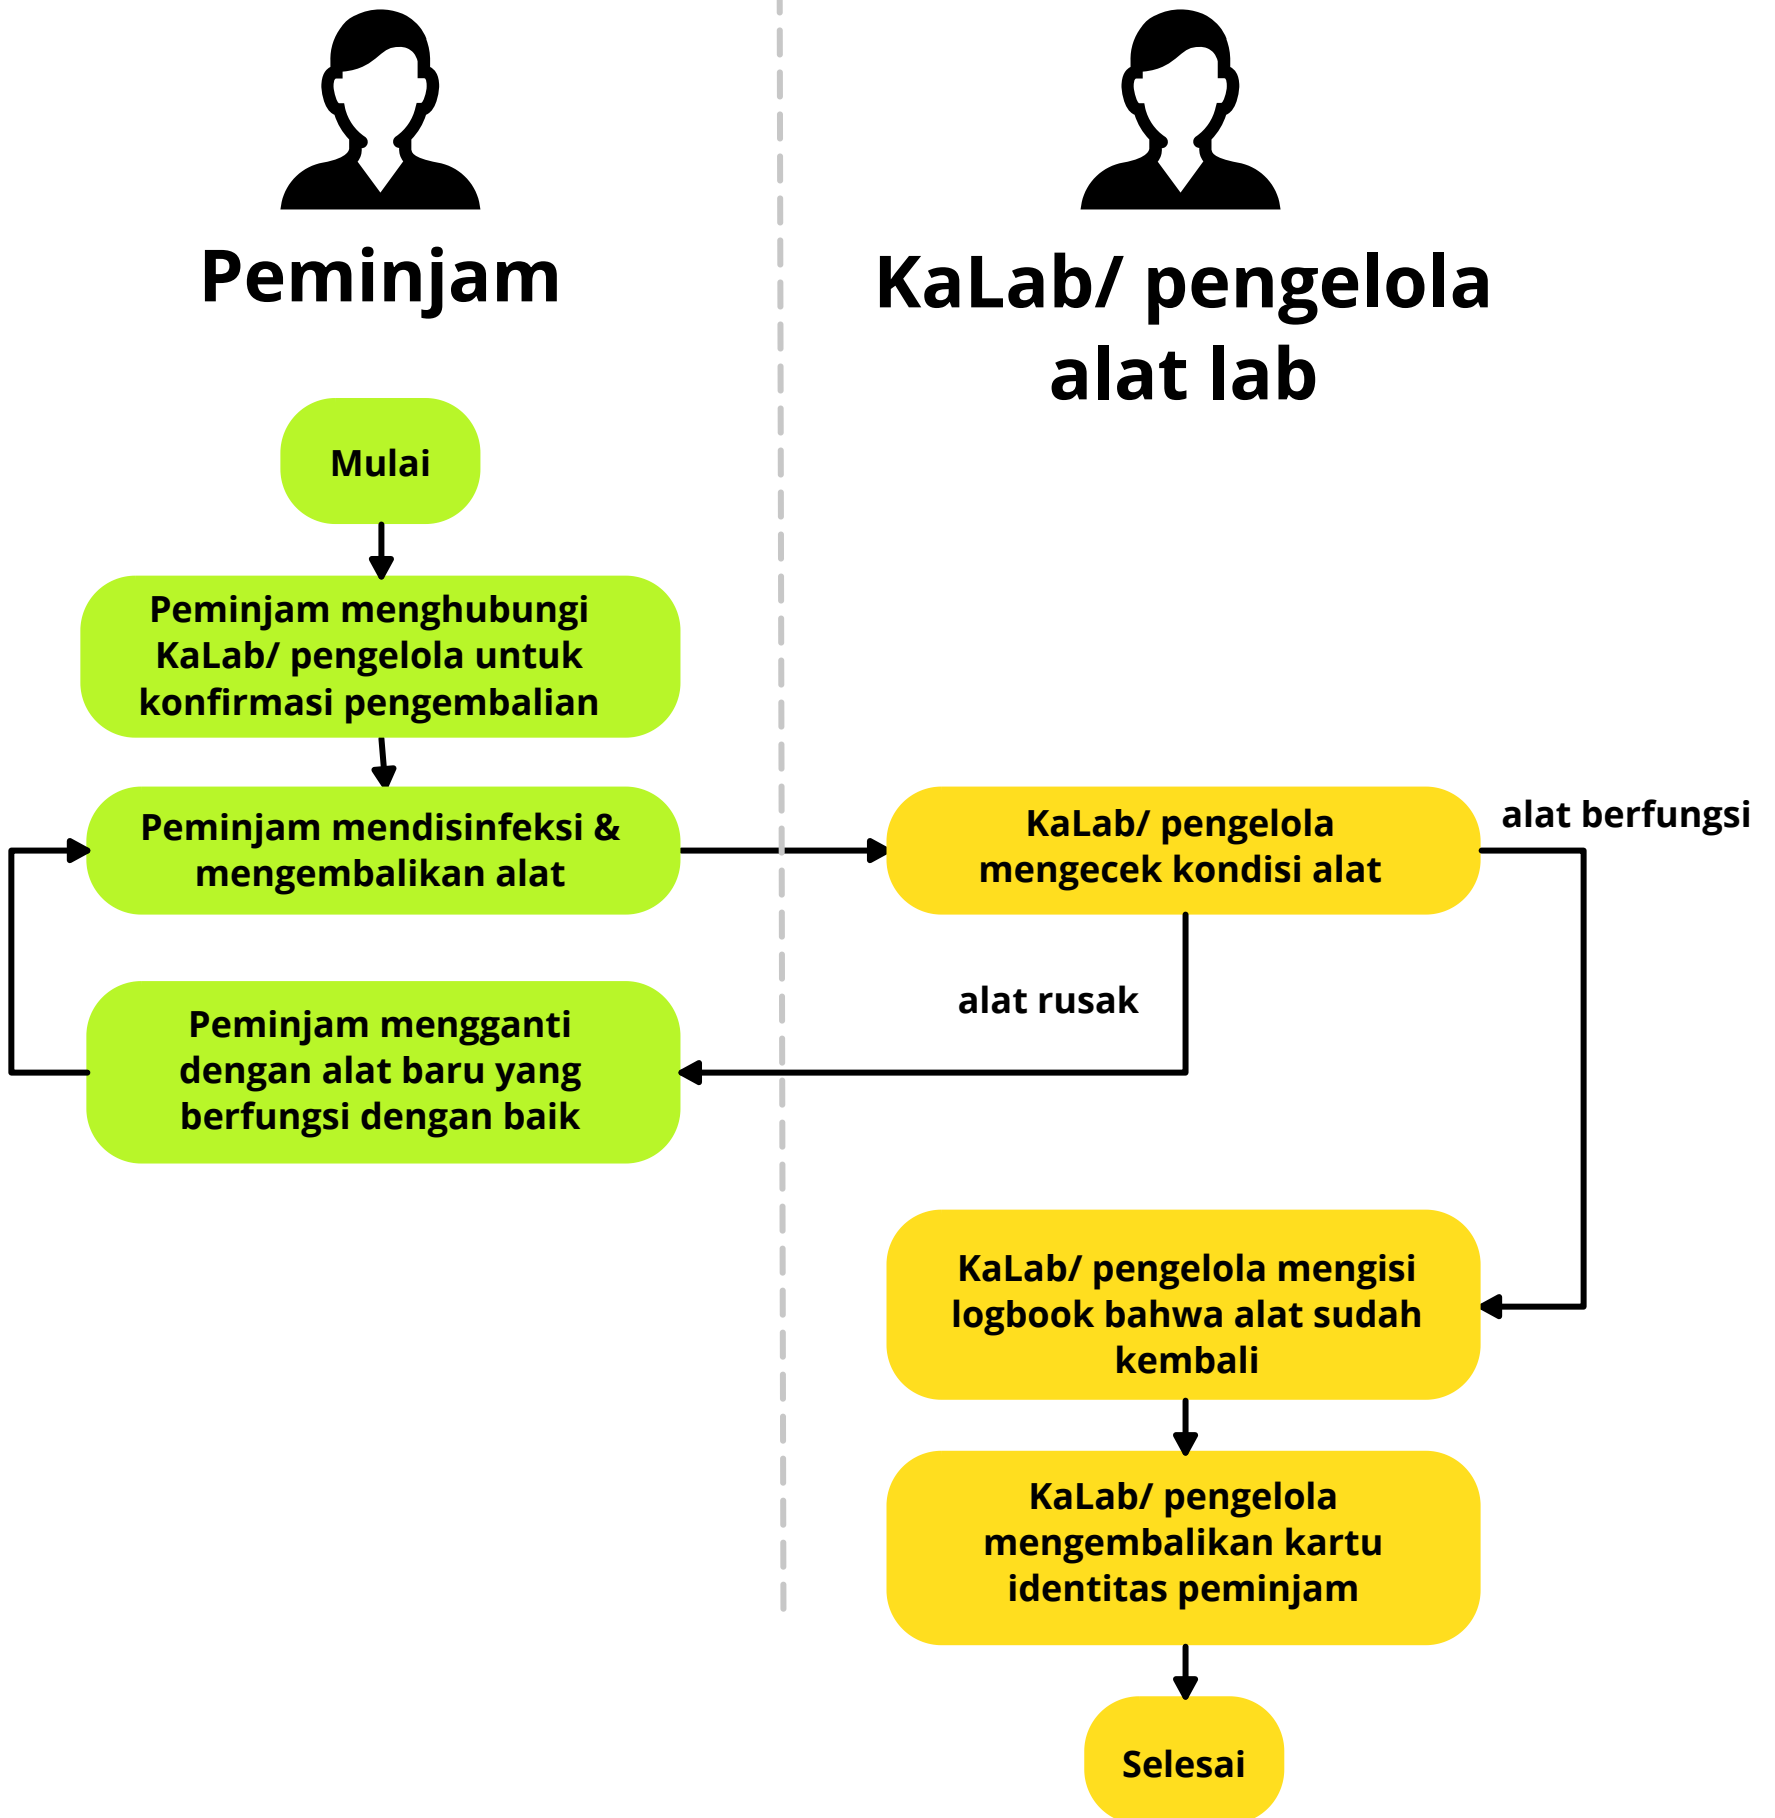 Peminjam
KaLab/ pengelola
alat lab
Mulai
Peminjam menghubungi
KaLab/ pengelola untuk
konfirmasi pengembalian
Peminjam mendisinfeksi &
mengembalikan alat
KaLab/ pengelola
mengecek kondisi alat
alat berfungsi
alat rusak
Peminjam mengganti
dengan alat baru yang
berfungsi dengan baik
KaLab/ pengelola mengisi
logbook bahwa alat sudah
kembali
KaLab/ pengelola
mengembalikan kartu
identitas peminjam
Selesai